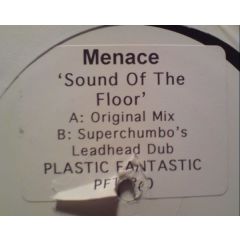 Menace
'Sound Of The
Floor'
A: Original Mix
B: Superchumbo's
Leadhead Dub
PLASTIC FANTASTIC